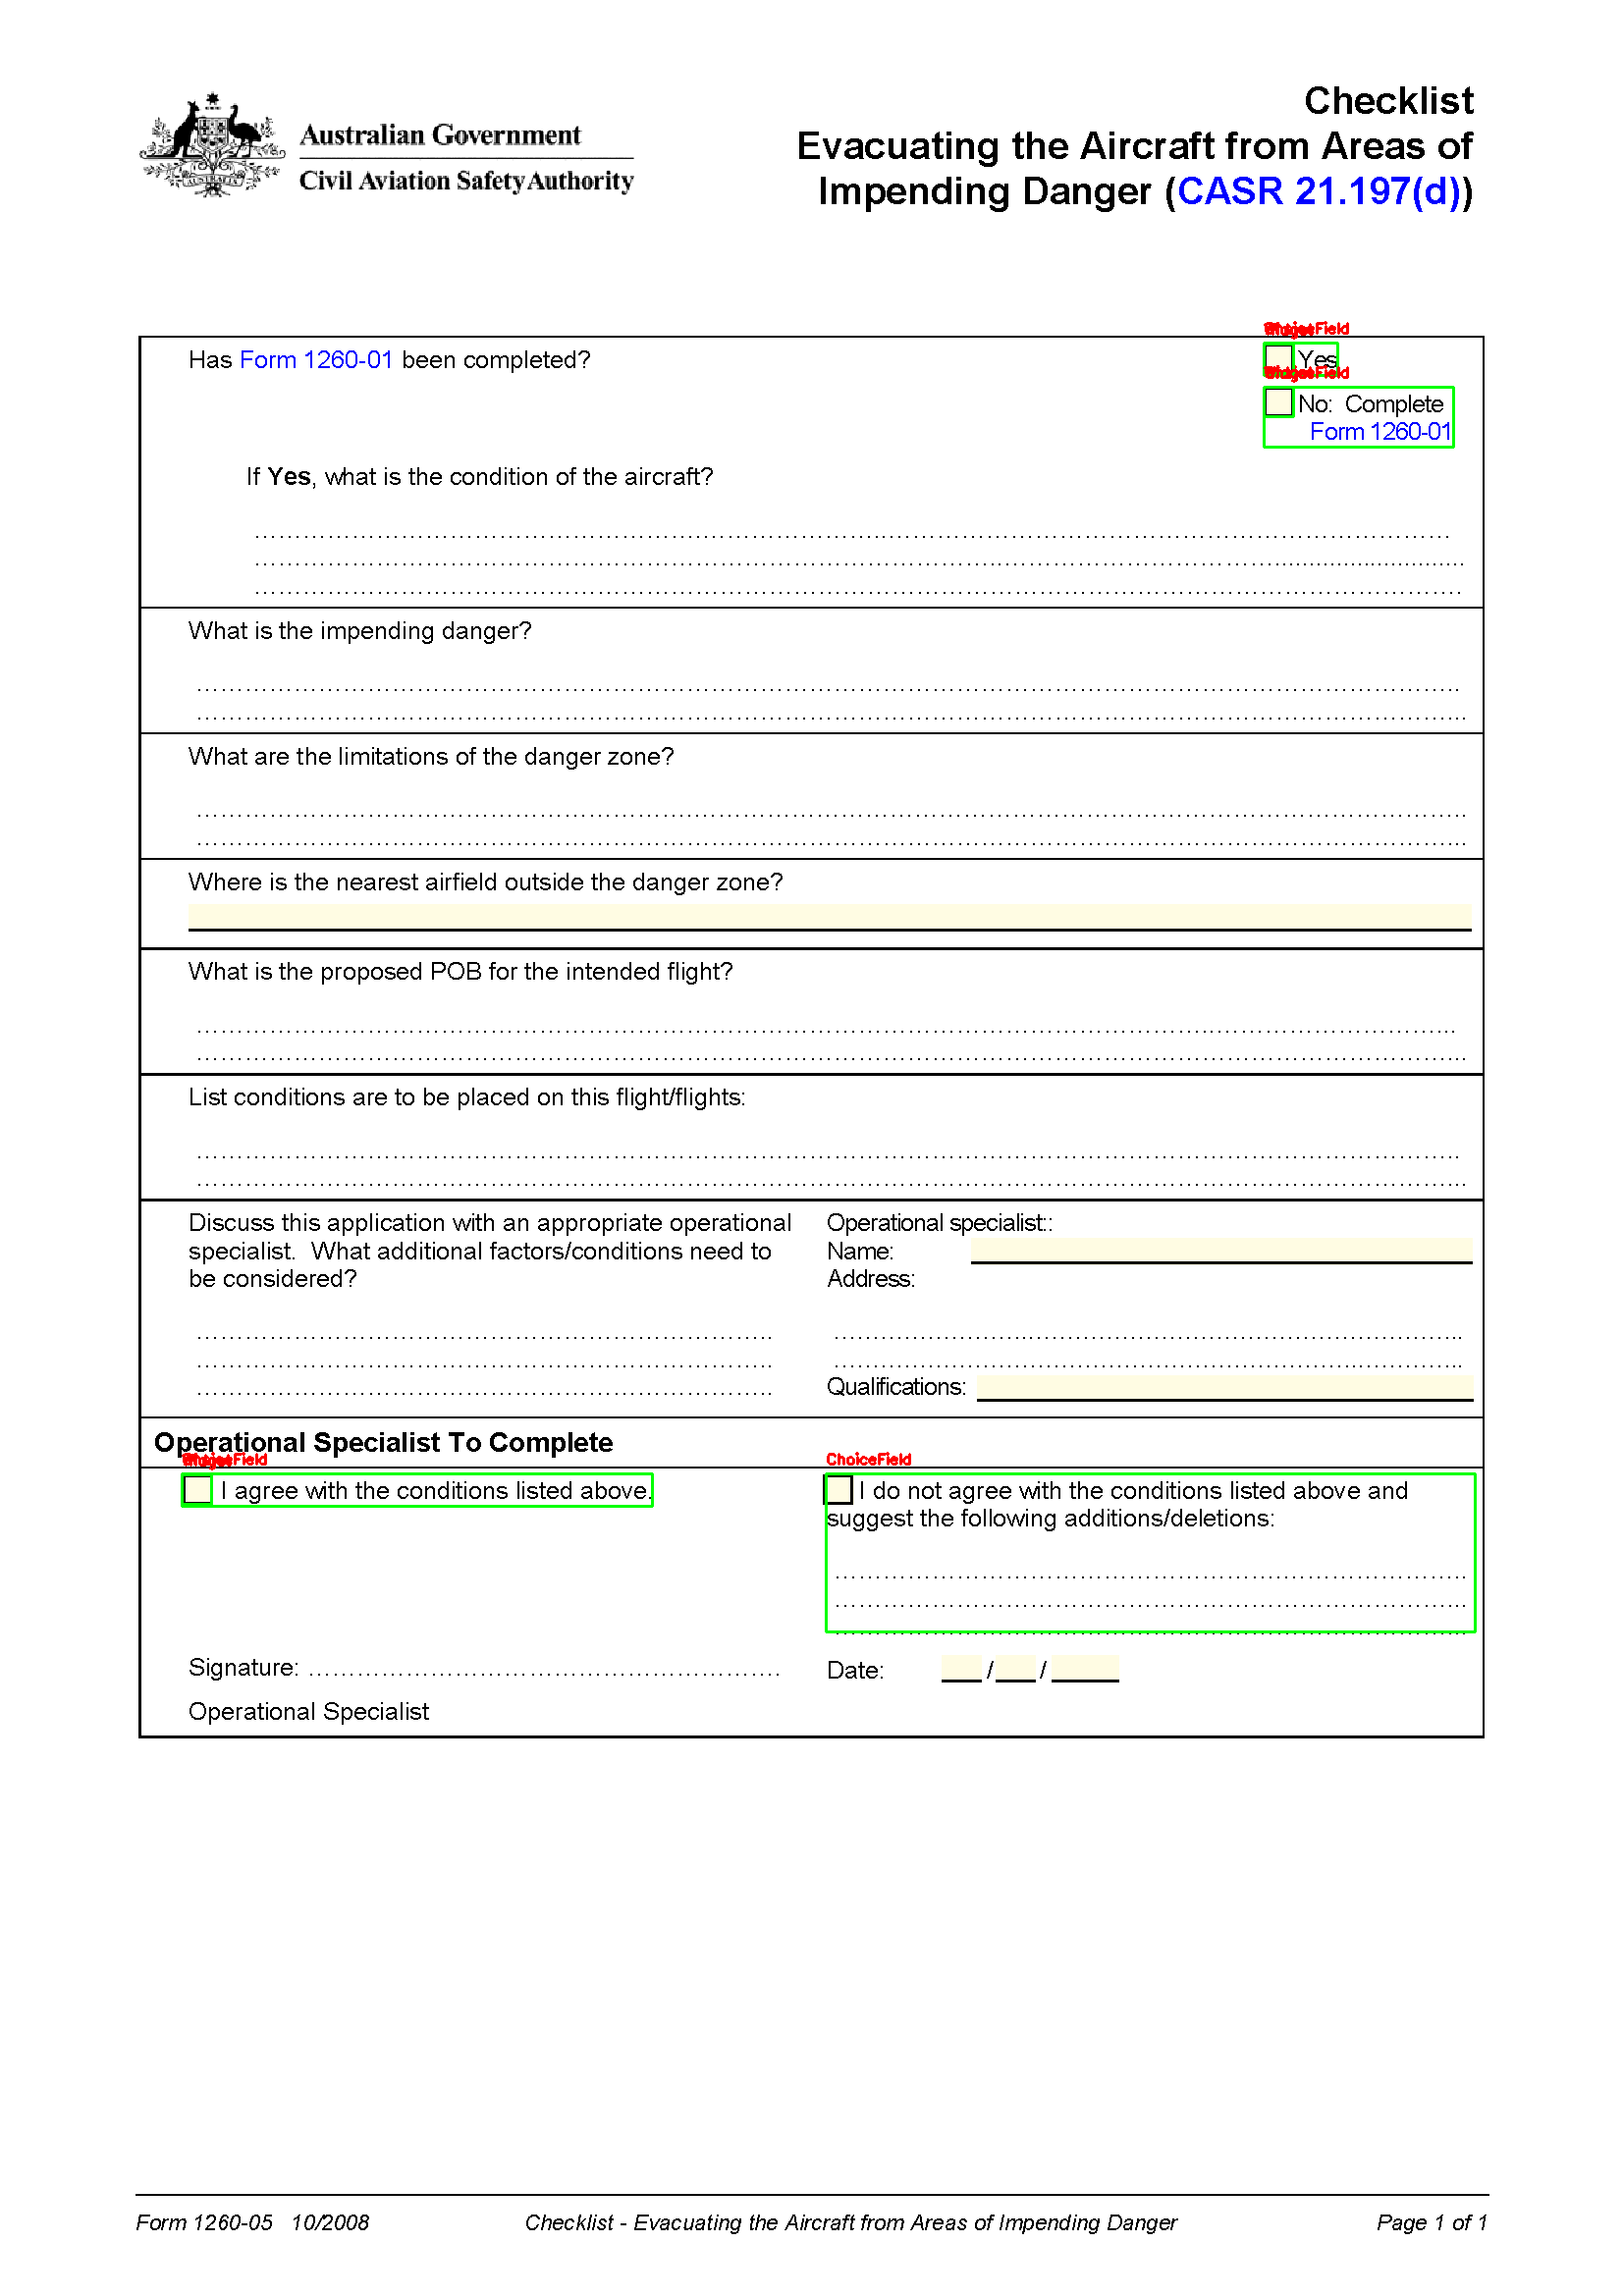 Australian Government
Civil Aviation Safety Authority
Checklist
Evacuating the Aircraft from Areas of
Impending Danger (CASR 21.197(d))
Has Form 1260-01 been completed?
ChoiceField
Yes
ChoiceField
No: Complete
Form 1260-01
If Yes, what is the condition of the aircraft?
What is the impending danger?
What are the limitations of the danger zone?
Where is the nearest airfield outside the danger zone?
What is the proposed POB for the intended flight?
List conditions are to be placed on this flight/flights:
Discuss this application with an appropriate operational
specialist. What additional factors/conditions need to
be considered?
Operational specialist::
Name:
Address:
Qualifications:
Operational Specialist To Complete
ChoiceField
I agree with the conditions listed above.
ChoiceField
I do not agree with the conditions listed above and
suggest the following additions/deletions:
Signature:
Date: / /
Operational Specialist
Form 1260-05 10/2008
Checklist - Evacuating the Aircraft from Areas of Impending Danger
Page 1 of 1